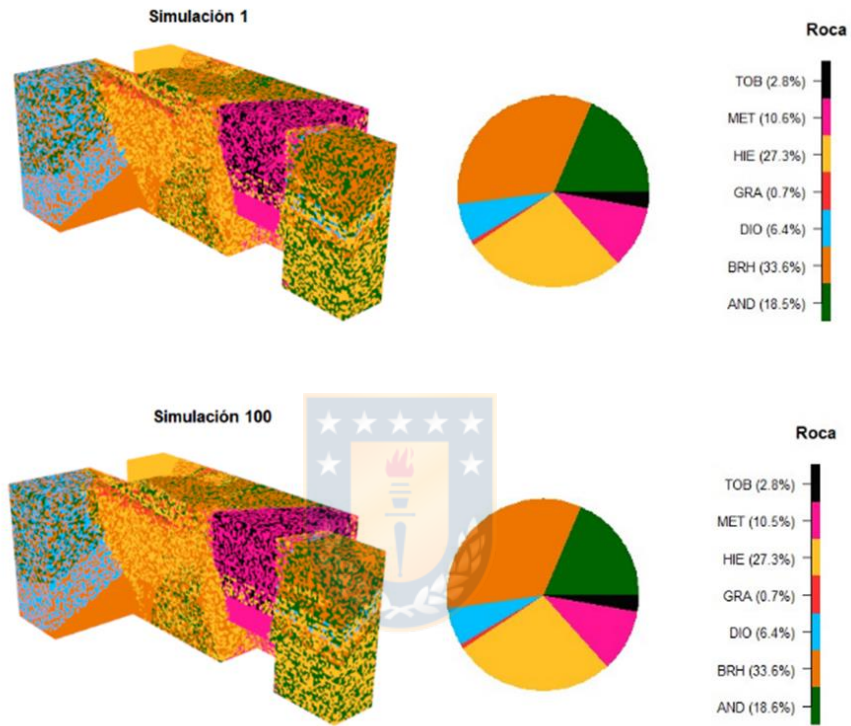 Simulación 1
Roca
TOB (2.8%)
MET (10.6%)
HIE (27.3%)
GRA (0.7%)
DIO (6.4%)
BRH (33.6%)
AND (18.5%)
Simulación 100
Roca
TOB (2.8%)
MET (10.5%)
HIE (27.3%)
GRA (0.7%)
DIO (6.4%)
BRH (33.6%)
AND (18.6%)